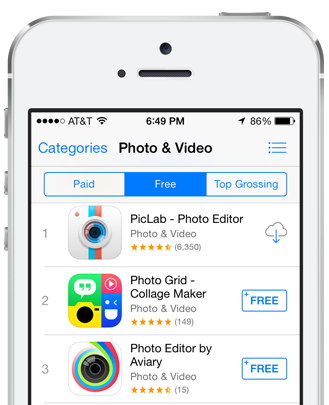 AT&T 6:49 PM 86%
Categories Photo & Video
Paid Free Top Grossing
1 PicLab - Photo Editor
Photo & Video
(6,350)
2 Photo Grid -
Collage Maker
Photo & Video
(149)
+ FREE
3 Photo Editor by
Aviary
Photo & Video
(15)
+ FREE